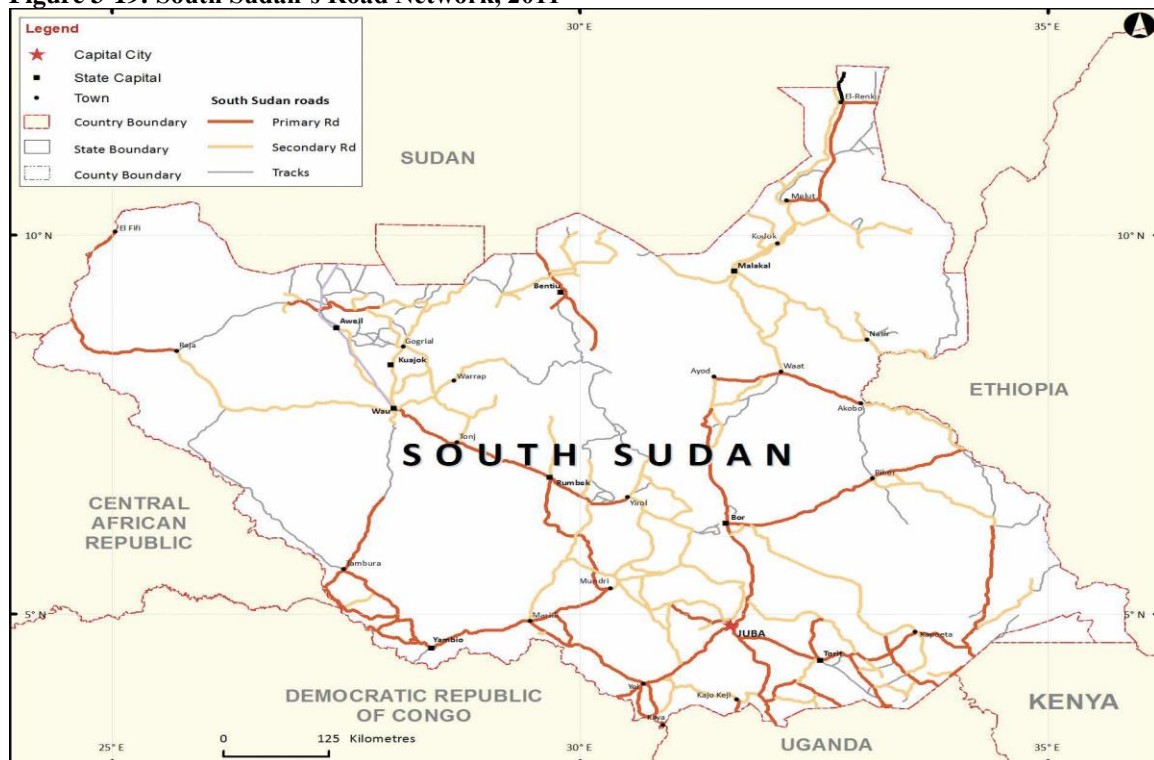 Figure 3-19: South Sudan's Road Network, 2011
Legend
Capital City
State Capital
Town
Country Boundary
State Boundary
County Boundary
South Sudan roads
Primary Rd
Secondary Rd
Tracks
30° E
35° E
El-Renk
SUDAN
Melut
El Fifi
10° N
10° N
Kodok
Malakal
Bentiu
Awejl
Nasir
Gogrial
Raja
Kuajok
Ayod
Waat
Warrap
ETHIOPIA
Akobo
Wau
Tonj
SOUTH SUDAN
Rumbek
Pibor
Yirol
CENTRAL
AFRICAN
REPUBLIC
Bor
Tambura
Mundri
5° N
5° N
Maridi
JUBA
Kapoeta
Yambio
Torit
Yei
Kajo Keji
DEMOCRATIC REPUBLIC
OF CONGO
Kaya
KENYA
UGANDA
0 125 Kilometres
25° E
30° E
35° E